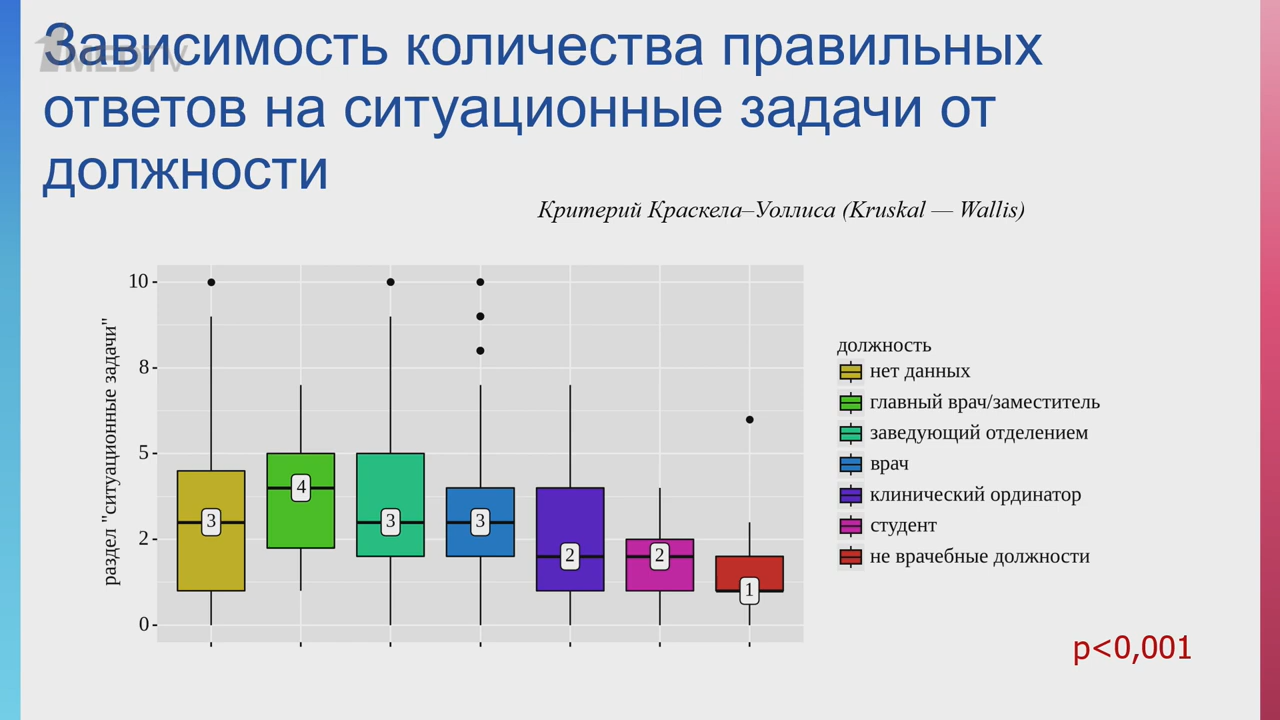 1MEDTV
Зависимость количества правильных
ответов на ситуационные задачи от
должности
Критерий Краскела–Уоллиса (Kruskal — Wallis)
раздел "ситуационные задачи"
10
8
5
2
0
3
4
3
3
2
2
1
должность
нет данных
главный врач/заместитель
заведующий отделением
врач
клинический ординатор
студент
не врачебные должности
p<0,001